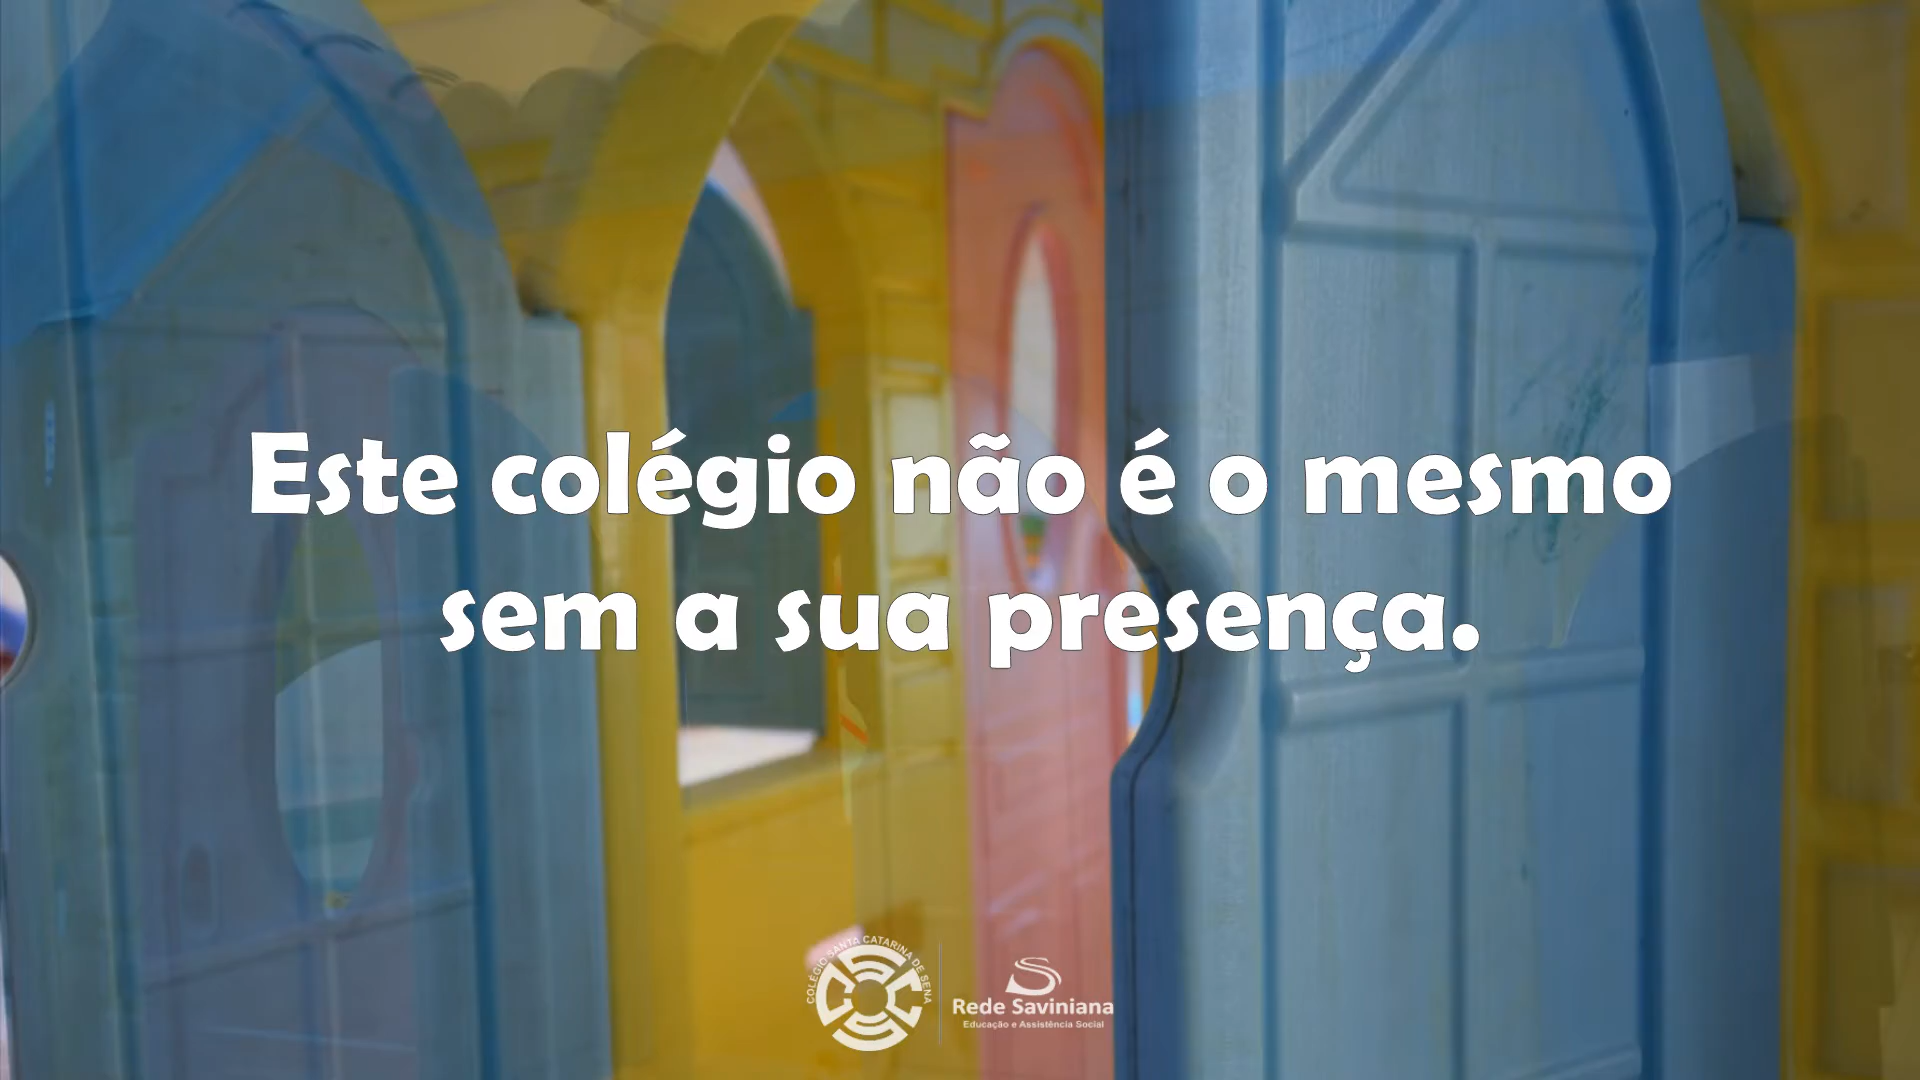 Este colégio não é o mesmo
sem a sua presença.
COLÉGIO SANTA CATARINA DE SENA
Rede Saviniana
Educação e Assistência Social